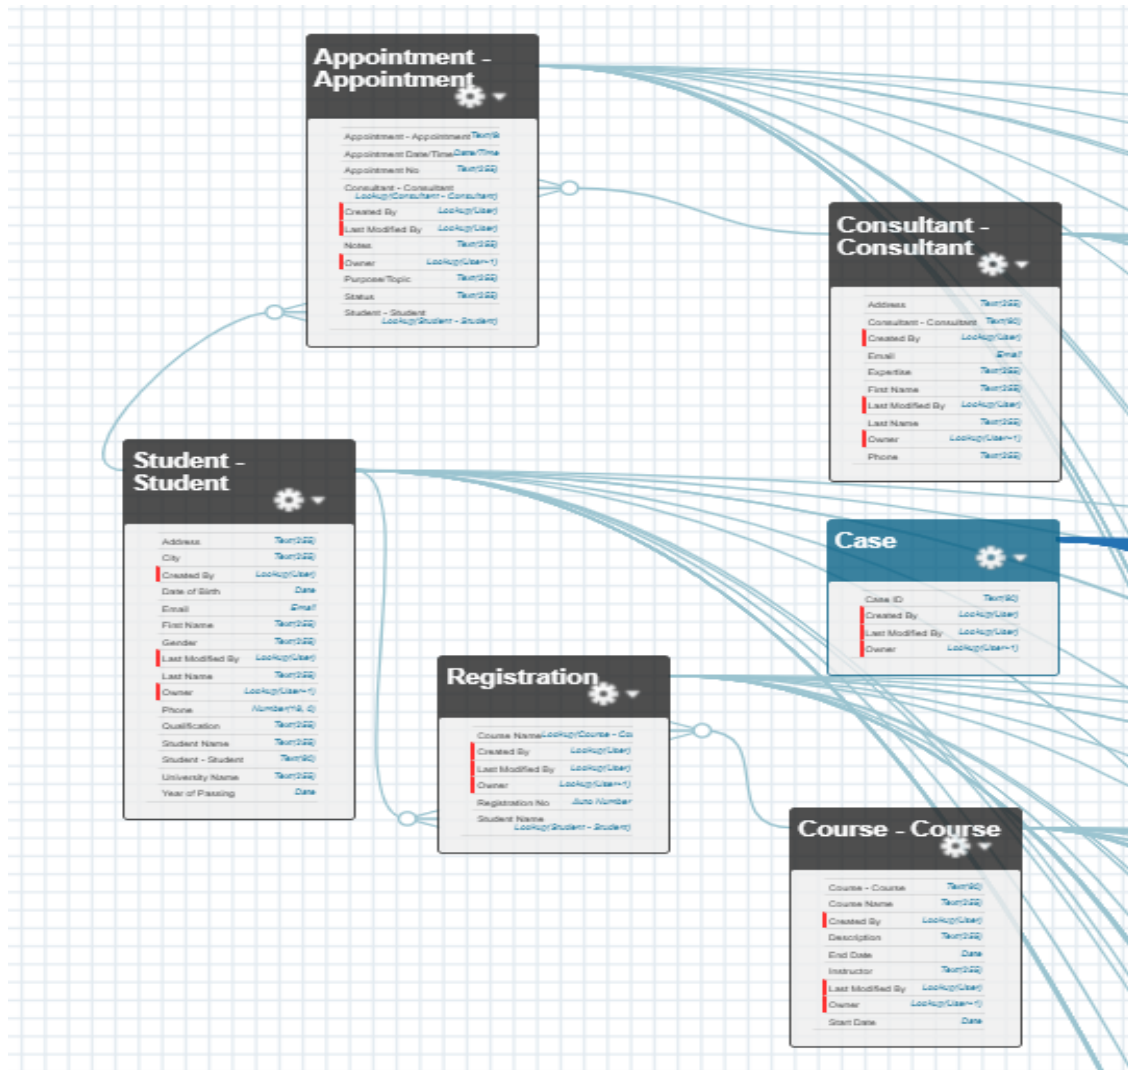 Appointment -
Appointment
Appointment - Appointment Text(8
Appointment Date/Time Date/Time
Appointment No Text(255)
Consultant - Consultant
Lookup(Consultant - Consultant)
Created By Lookup(User)
Last Modified By Lookup(User)
Notes Text(255)
Owner Lookup(User+1)
Purpose/Topic Text(255)
Status Text(255)
Student - Student
Lookup(Student - Student)
Consultant -
Consultant
Address Text(255)
Consultant - Consultant Text(80)
Created By Lookup(User)
Email Email
Expertise Text(255)
First Name Text(255)
Last Modified By Lookup(User)
Last Name Text(255)
Owner Lookup(User+1)
Phone Text(255)
Student -
Student
Address Text(255)
City Text(255)
Created By Lookup(User)
Date of Birth Date
Email Email
First Name Text(255)
Gender Text(255)
Last Modified By Lookup(User)
Last Name Text(255)
Owner Lookup(User+1)
Phone Number(18, 0)
Qualification Text(255)
Student Name Text(255)
Student - Student Text(80)
University Name Text(255)
Year of Passing Date
Case
Case ID Text(80)
Created By Lookup(User)
Last Modified By Lookup(User)
Owner Lookup(User+1)
Registration
Course Name Lookup(Course - Cou
Created By Lookup(User)
Last Modified By Lookup(User)
Owner Lookup(User+1)
Registration No Auto Number
Student Name
Lookup(Student - Student)
Course - Course
Course - Course Text(80)
Course Name Text(255)
Created By Lookup(User)
Description Text(255)
End Date Date
Instructor Text(255)
Last Modified By Lookup(User)
Owner Lookup(User+1)
Start Date Date